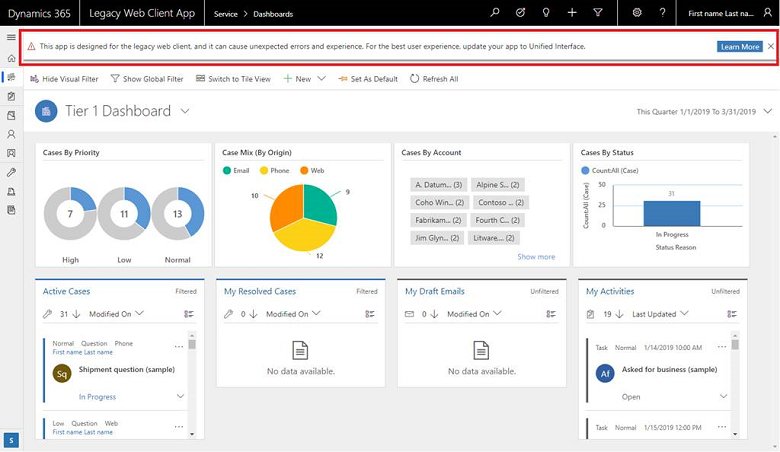 Dynamics 365 Legacy Web Client App Service > Dashboards First name Last na...
This app is designed for the legacy web client, and it can cause unexpected errors and experience. For the best user experience, update your app to Unified Interface. Learn More
Hide Visual Filter Show Global Filter Switch to Tile View New Set As Default Refresh All
Tier 1 Dashboard This Quarter 1/1/2019 To 3/31/2019
Cases By Priority
7 11 13
High Low Normal
Case Mix (By Origin)
Email Phone Web
10 9
12
Cases By Account
A. Datum... (3) Alpine S... (2)
Coho Win... (2) Contoso ... (2)
Fabrikam... (2) Fourth C... (2)
Jim Glyn... (2) Litware.... (2)
Show more
Cases By Status
Count:All (Case)
Count:All (Case)
50
25
0
31
In Progress
Status Reason
Active Cases Filtered
31 Modified On
Normal Question Phone
First name Last name
Sq Shipment question (sample)
In Progress
Low Question Web
First name Last name
My Resolved Cases Filtered
0 Modified On
No data available.
My Draft Emails Unfiltered
0 Modified On
No data available.
My Activities Unfiltered
19 Last Updated
Task Normal 1/14/2019 10:00 AM
Af Asked for business (sample)
Open
Task Normal 1/15/2019 12:00 PM
S